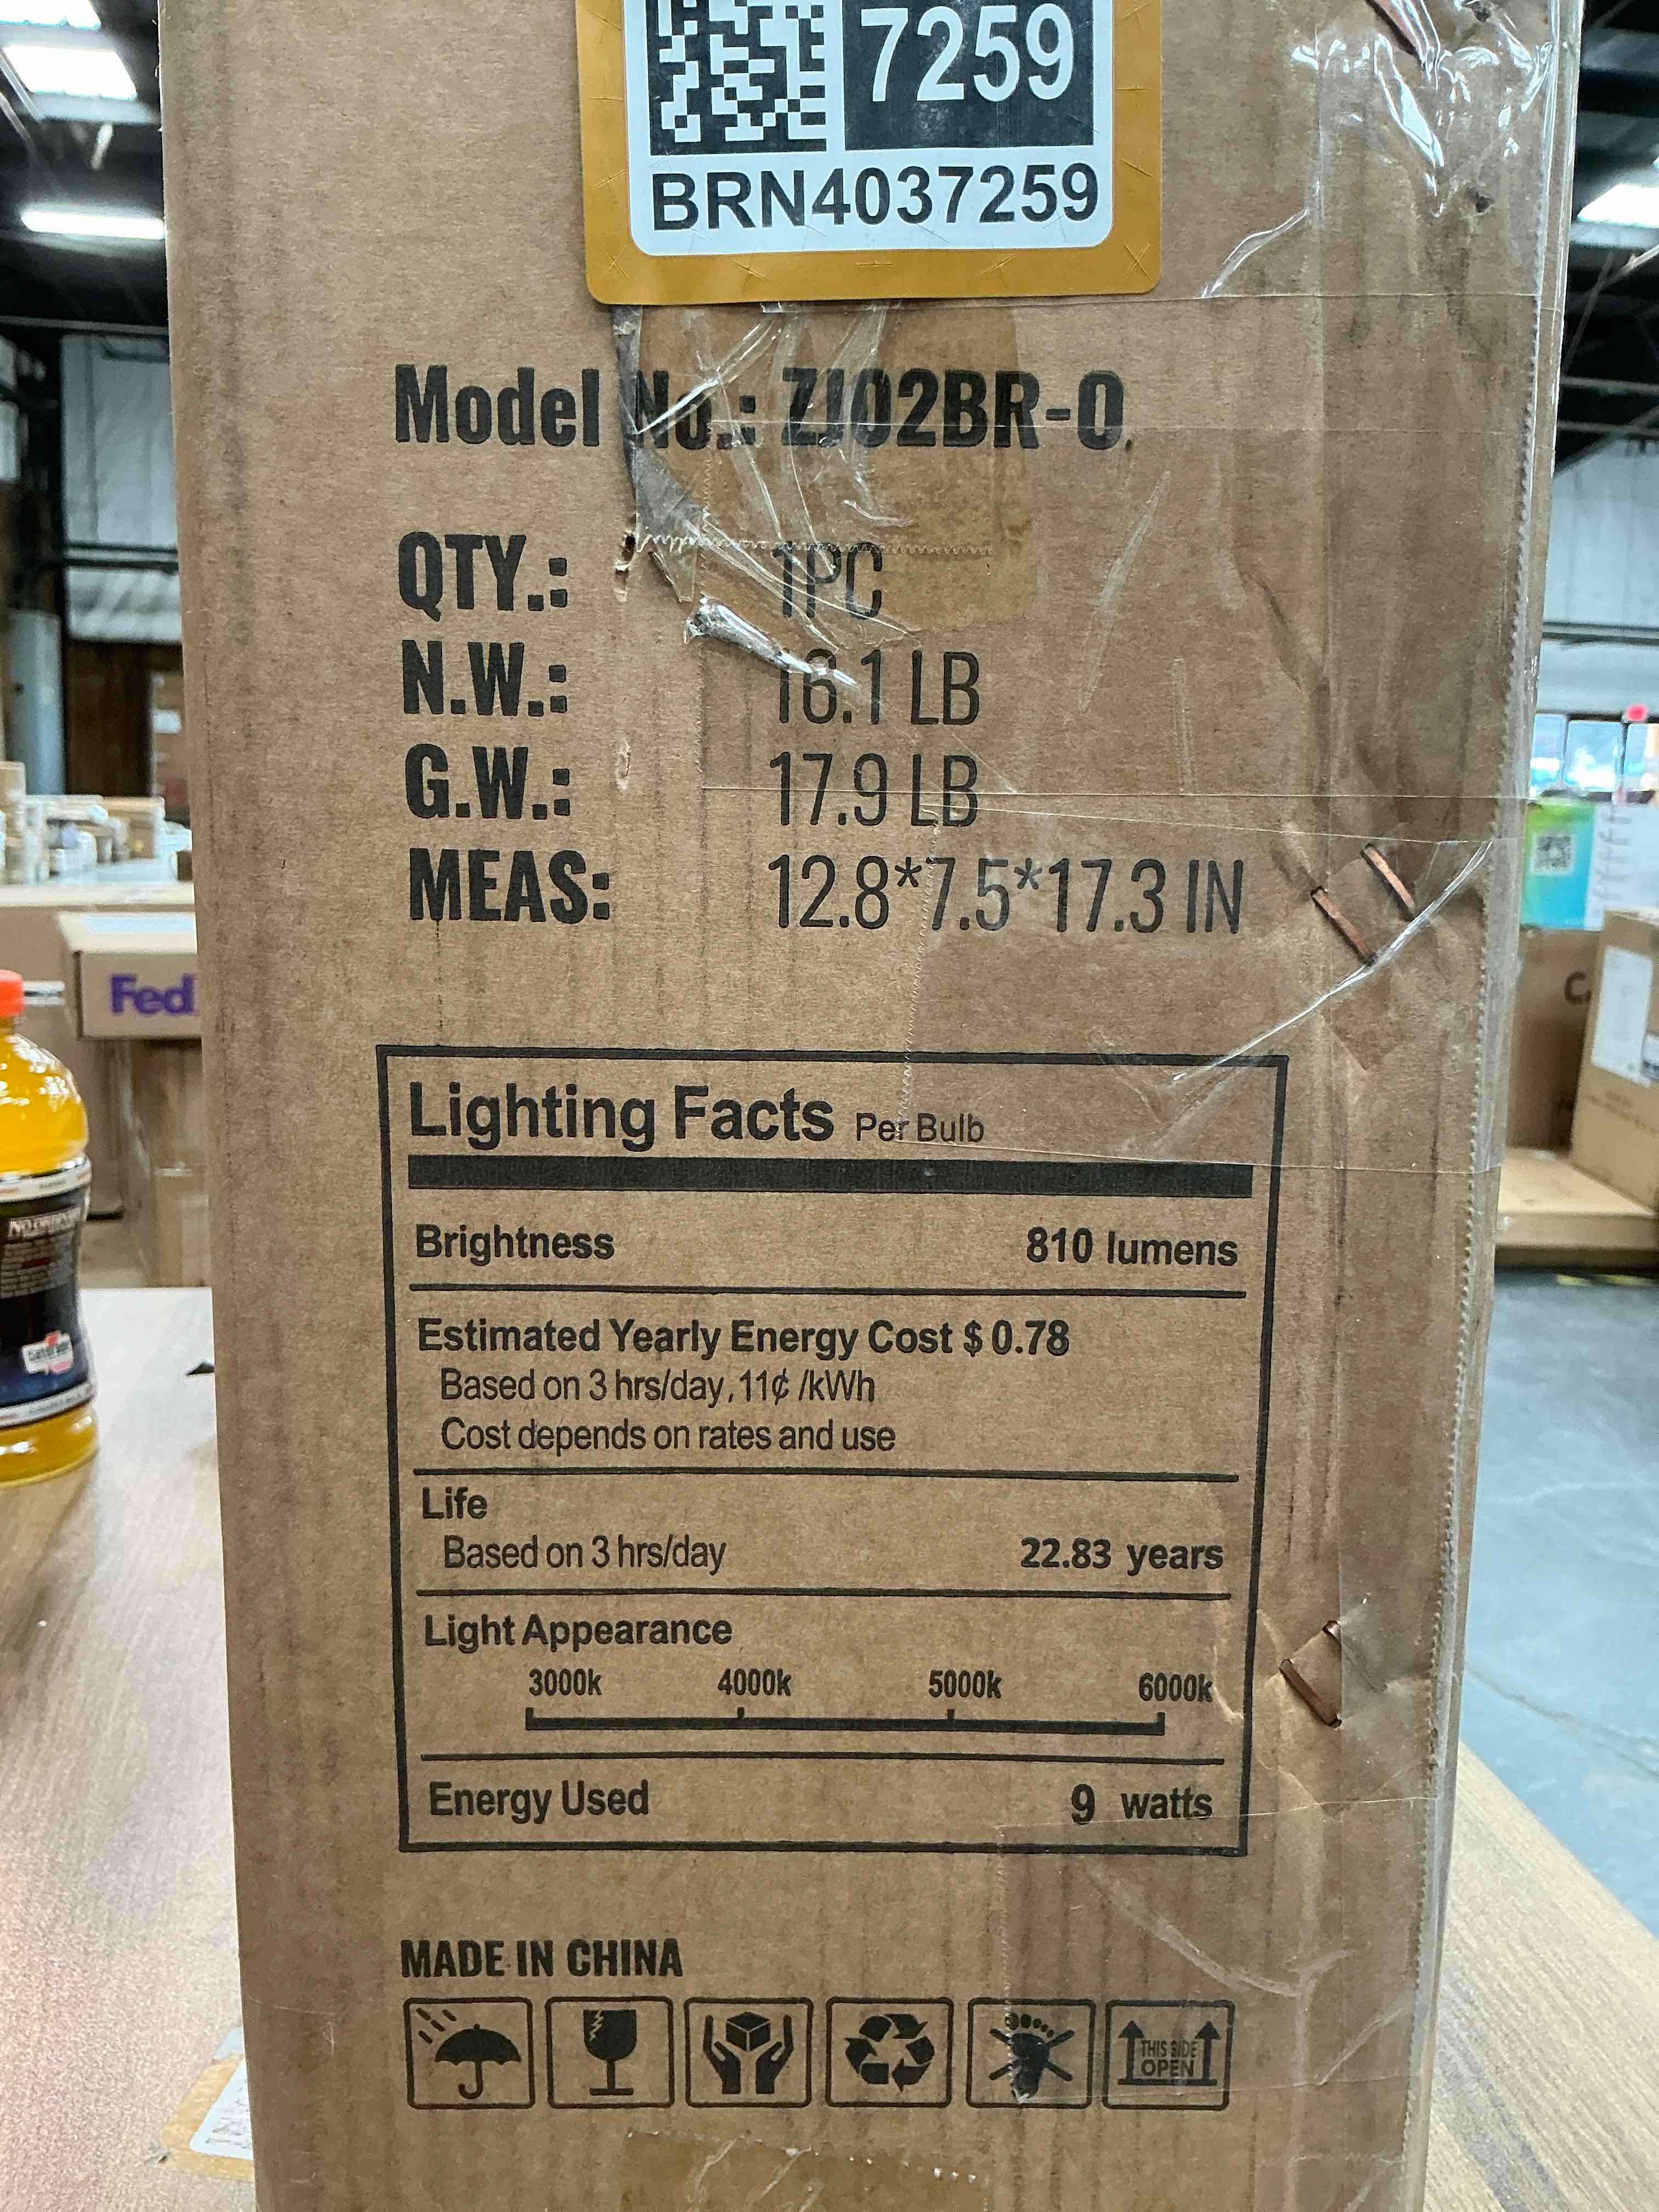 7259
BRN4037259
Model No.: ZJ02BR-O
QTY.: 1PC
N.W.: 16.1 LB
G.W.: 17.9 LB
MEAS: 12.8*7.5*17.3 IN
Fed
Lighting Facts Per Bulb
Brightness 810 lumens
Estimated Yearly Energy Cost $ 0.78
Based on 3 hrs/day, 11¢ /kWh
Cost depends on rates and use
Life
Based on 3 hrs/day 22.83 years
Light Appearance
3000k 4000k 5000k 6000k
Energy Used 9 watts
MADE IN CHINA
THIS SIDE
OPEN